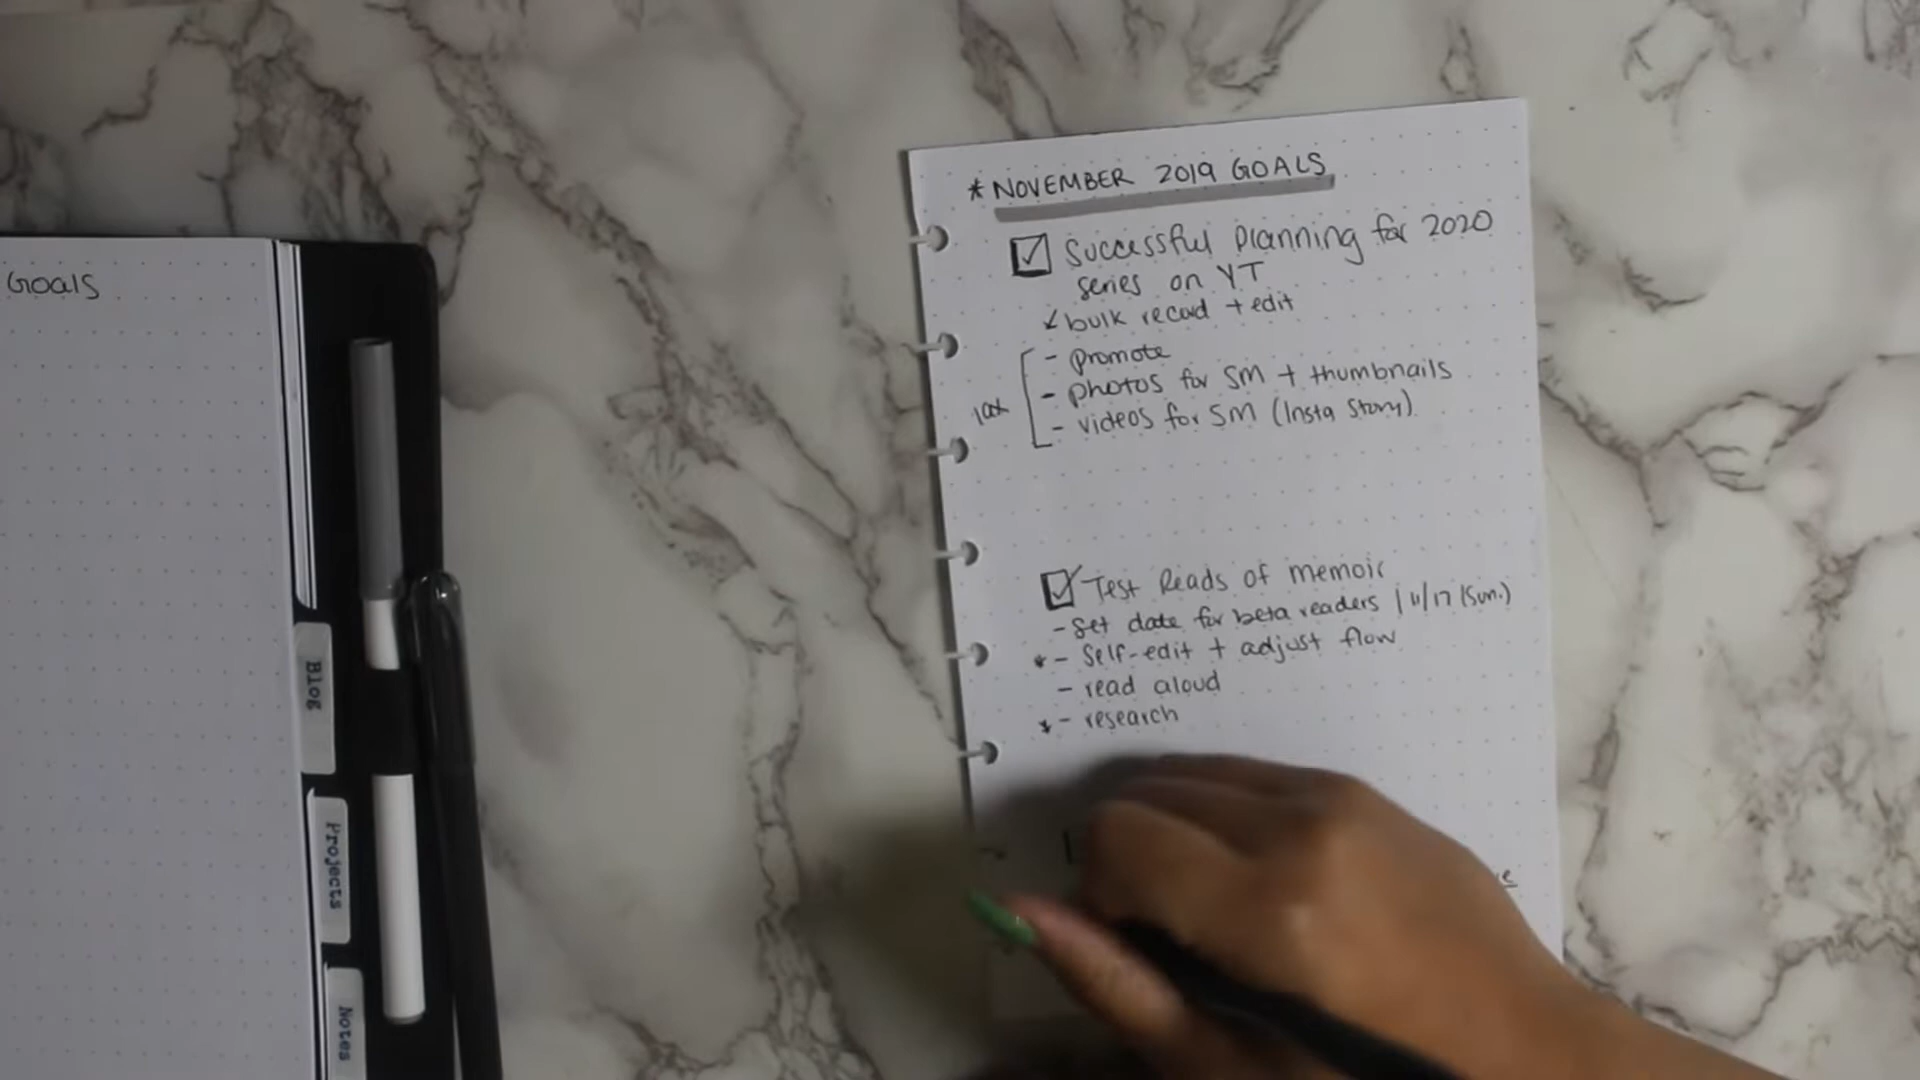 Goals
Blog
Projects
Notes
* NOVEMBER 2019 GOALS
Successful planning for 2020
series on YT
✓ bulk record + edit
- promote
- photos for SM + thumbnails
- videos for SM (Insta Story)
Test Reads of memoir
- Set date for beta readers | 11/17 (Sun.)
* - Self-edit + adjust flow
- read aloud
* - research